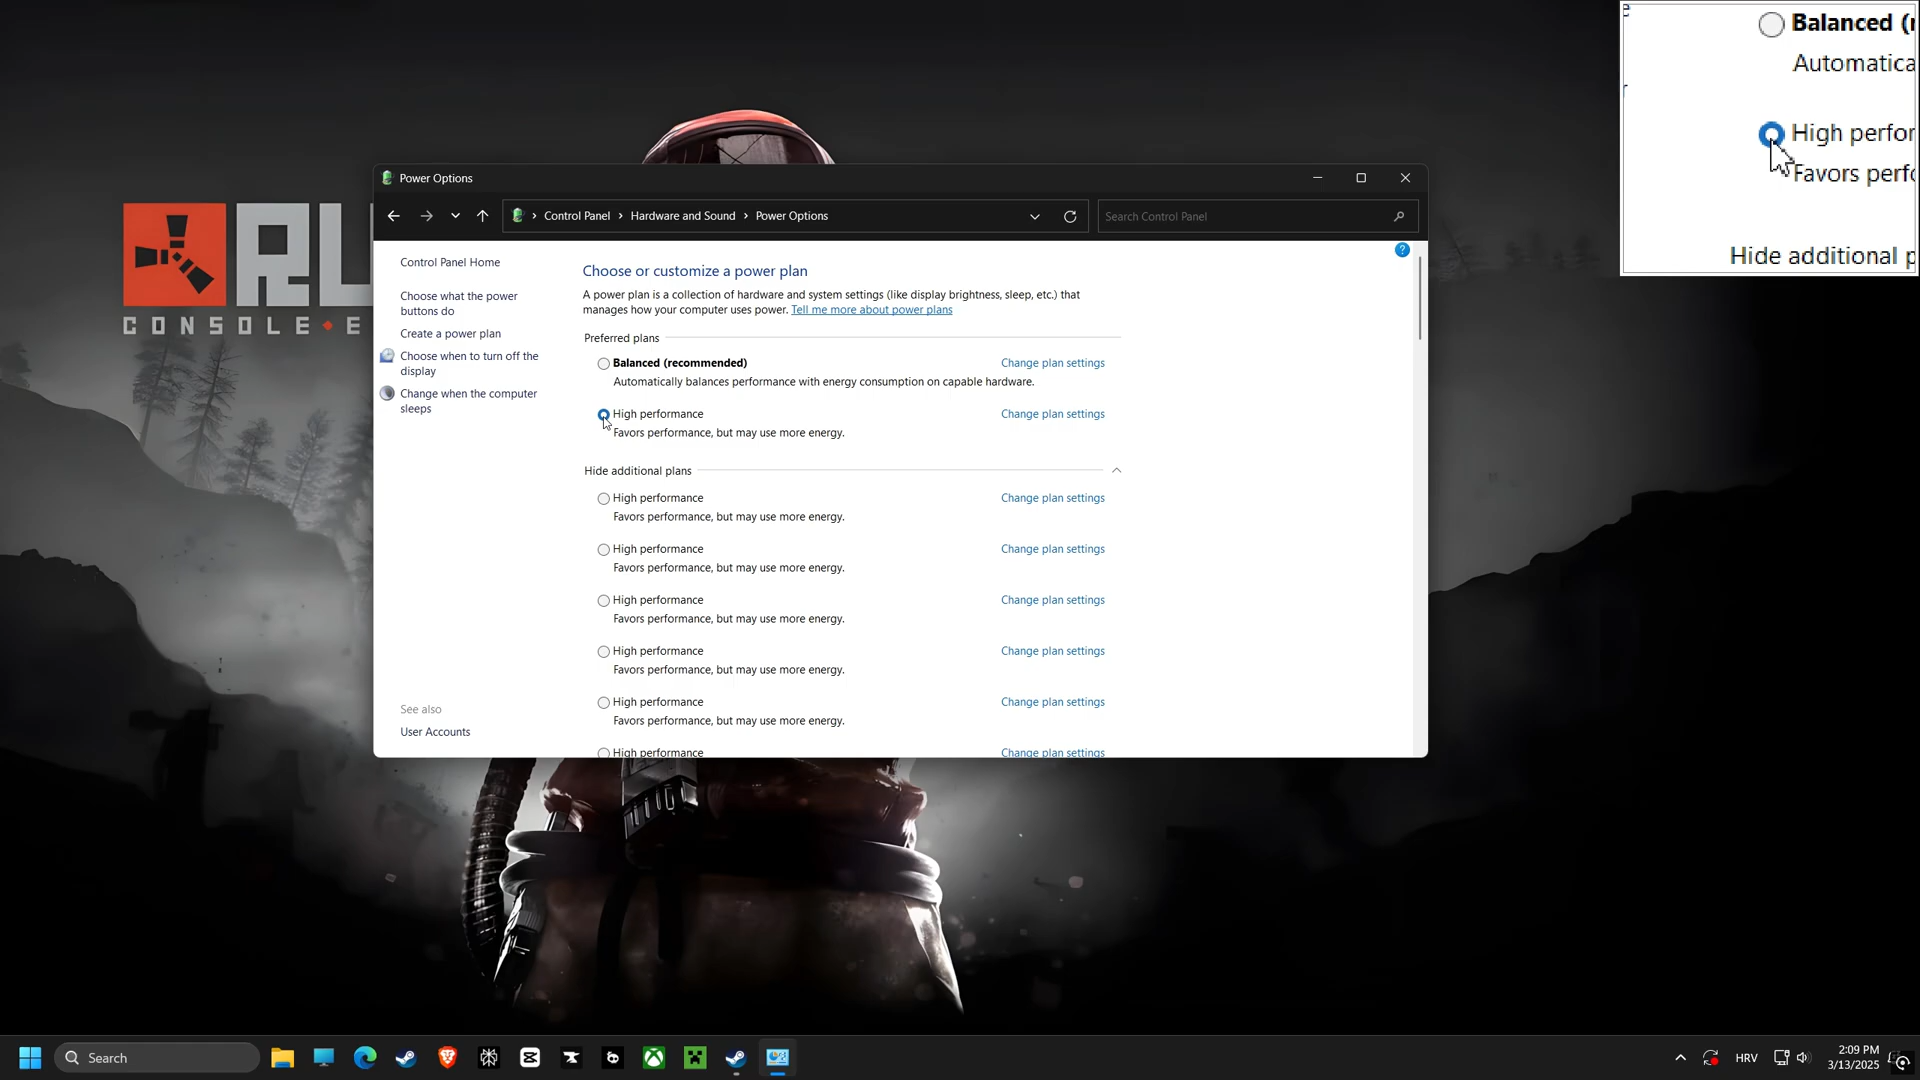 Balanced (r
Automatica
High perfor
Favors perfo
Hide additional p
RU
CONSOLE E
Power Options
Control Panel
Hardware and Sound
Power Options
Search Control Panel
Control Panel Home
Choose what the power
buttons do
Create a power plan
Choose when to turn off the
display
Change when the computer
sleeps
See also
User Accounts
Choose or customize a power plan
A power plan is a collection of hardware and system settings (like display brightness, sleep, etc.) that
manages how your computer uses power. Tell me more about power plans
Preferred plans
Balanced (recommended) Change plan settings
Automatically balances performance with energy consumption on capable hardware.
High performance Change plan settings
Favors performance, but may use more energy.
Hide additional plans
High performance Change plan settings
Favors performance, but may use more energy.
High performance Change plan settings
Favors performance, but may use more energy.
High performance Change plan settings
Favors performance, but may use more energy.
High performance Change plan settings
Favors performance, but may use more energy.
High performance Change plan settings
Favors performance, but may use more energy.
High performance Change plan settings
Search
HRV
2:09 PM
3/13/2025